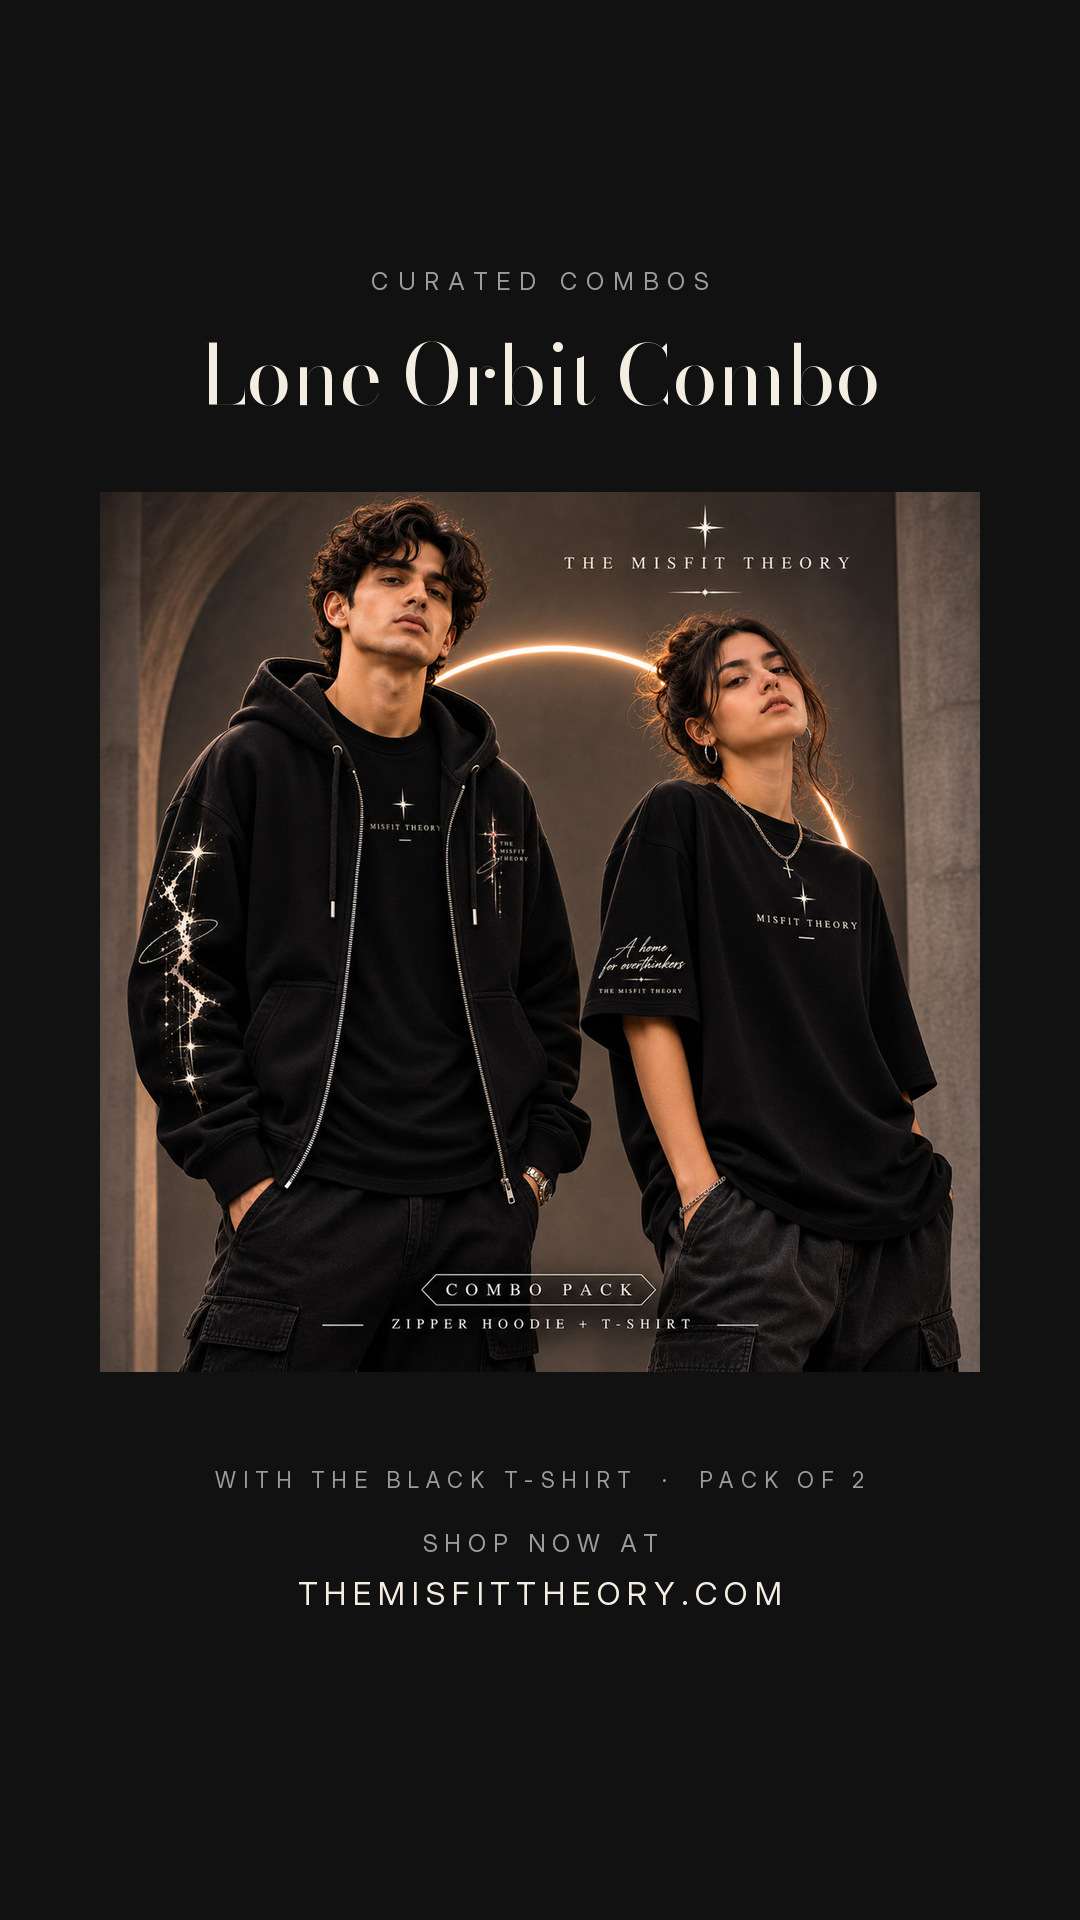 CURATED COMBOS
Lone Orbit Combo
THE MISFIT THEORY
MISFIT THEORY
THE
MISFIT
THEORY
MISFIT THEORY
A home
for overthinkers
THE MISFIT THEORY
COMBO PACK
ZIPPER HOODIE + T-SHIRT
WITH THE BLACK T-SHIRT · PACK OF 2
SHOP NOW AT
THEMISFITTHEORY.COM